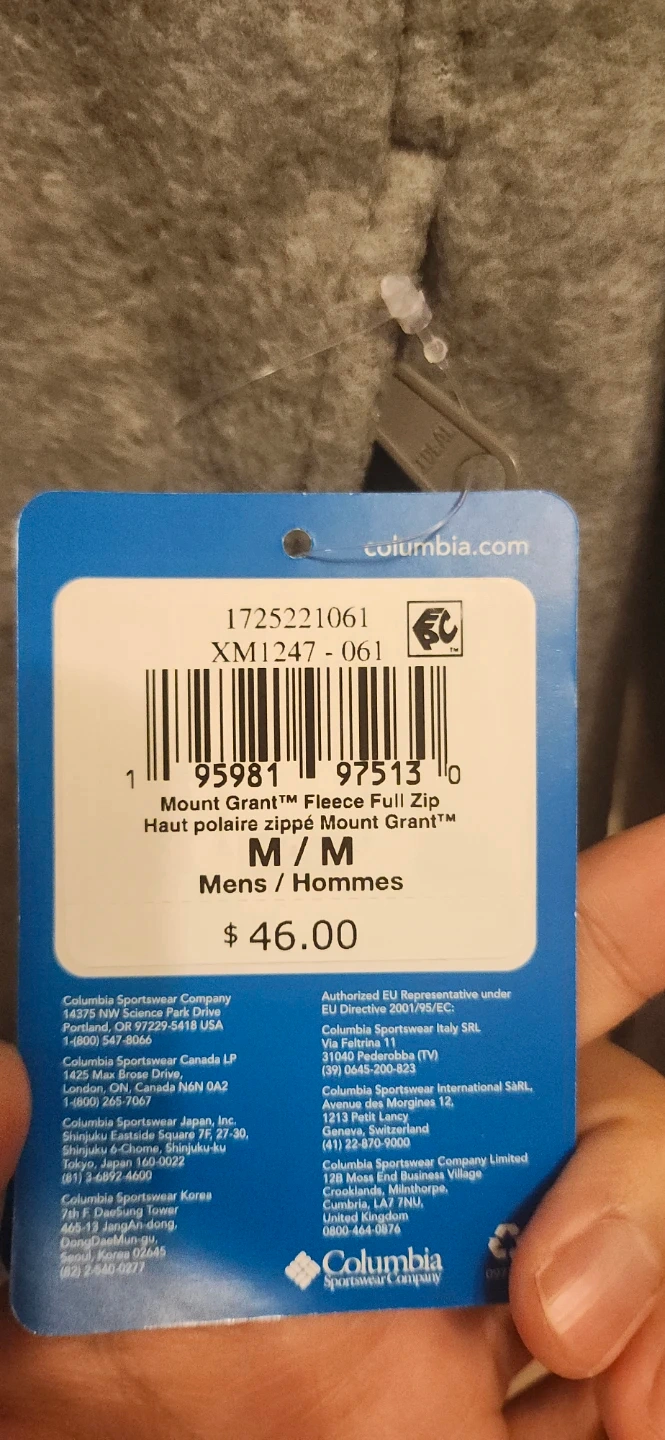 columbia.com
1725221061
XM1247 - 061
EPC™
1 95981 97513 0
Mount Grant™ Fleece Full Zip
Haut polaire zippé Mount Grant™
M / M
Mens / Hommes
$ 46.00
Columbia Sportswear Company
14375 NW Science Park Drive
Portland, OR 97229-5418 USA
1-(800) 547-8066
Columbia Sportswear Canada LP
1425 Max Brose Drive,
London, ON, Canada N6N 0A2
1-(800) 265-7067
Columbia Sportswear Japan, Inc.
Shinjuku Eastside Square 7F, 27-30,
Shinjuku 6-Chome, Shinjuku-ku
Tokyo, Japan 160-0022
(81) 3-6892-4600
Columbia Sportswear Korea
7th F. DaeSung Tower
465-13 JangAn-dong,
DongDaeMun-gu,
Seoul, Korea 02645
(82) 2-540-0277
Authorized EU Representative under
EU Directive 2001/95/EC:
Columbia Sportswear Italy SRL
Via Feltrina 11
31040 Pederobba (TV)
(39) 0645-200-823
Columbia Sportswear International SàRL,
Avenue des Morgines 12,
1213 Petit Lancy
Geneva, Switzerland
(41) 22-870-9000
Columbia Sportswear Company Limited
12B Moss End Business Village
Crooklands, Milnthorpe,
Cumbria, LA7 7NU,
United Kingdom
0800-464-0876
Columbia
Sportswear Company